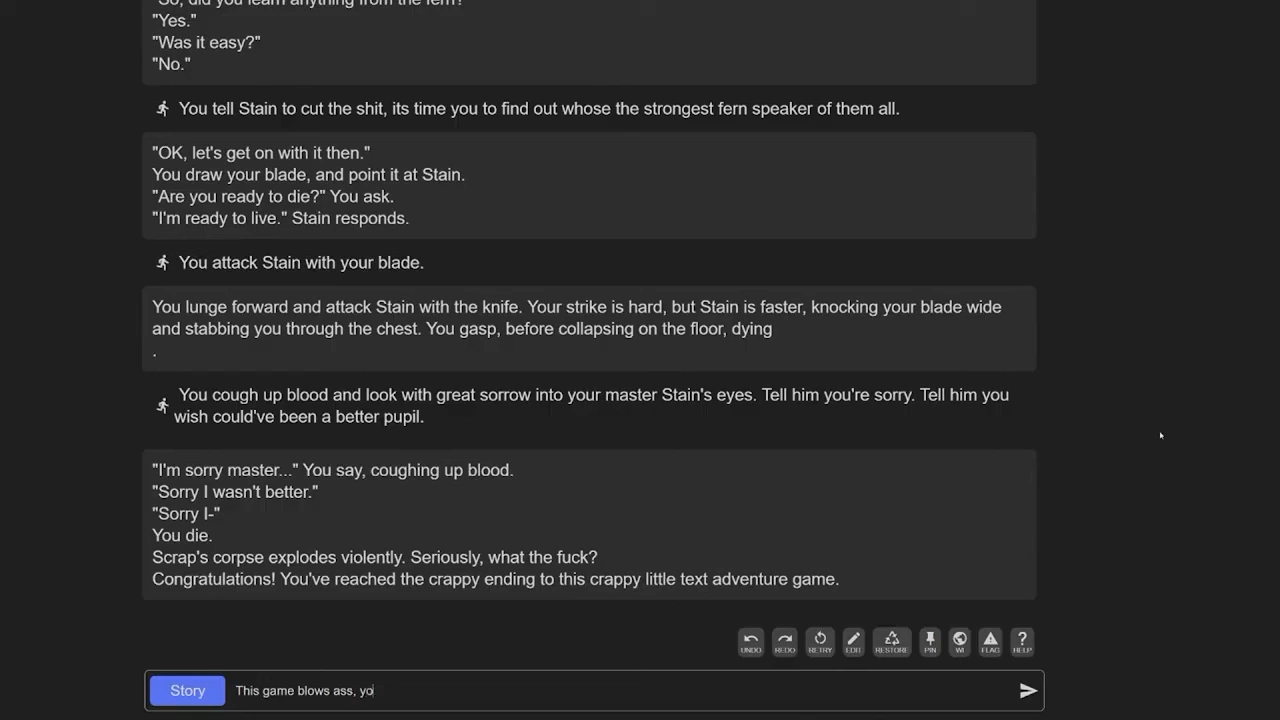 "So, did you learn anything from the fern?"
"Yes."
"Was it easy?"
"No."
You tell Stain to cut the shit, its time you to find out whose the strongest fern speaker of them all.
"OK, let's get on with it then."
You draw your blade, and point it at Stain.
"Are you ready to die?" You ask.
"I'm ready to live." Stain responds.
You attack Stain with your blade.
You lunge forward and attack Stain with the knife. Your strike is hard, but Stain is faster, knocking your blade wide
and stabbing you through the chest. You gasp, before collapsing on the floor, dying
.
You cough up blood and look with great sorrow into your master Stain's eyes. Tell him you're sorry. Tell him you
wish could've been a better pupil.
"I'm sorry master..." You say, coughing up blood.
"Sorry I wasn't better."
"Sorry I-"
You die.
Scrap's corpse explodes violently. Seriously, what the fuck?
Congratulations! You've reached the crappy ending to this crappy little text adventure game.
UNDO REDO RETRY EDIT RESTORE PIN WI FLAG HELP
Story This game blows ass, yo